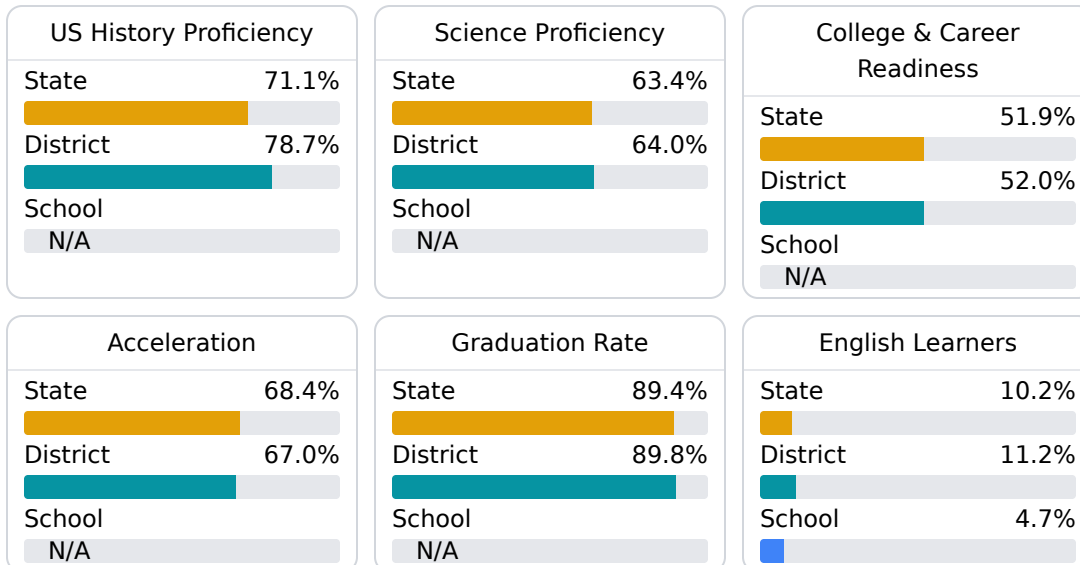 US History Proficiency
State 71.1%
District 78.7%
School
N/A
Science Proficiency
State 63.4%
District 64.0%
School
N/A
College & Career
Readiness
State 51.9%
District 52.0%
School
N/A
Acceleration
State 68.4%
District 67.0%
School
N/A
Graduation Rate
State 89.4%
District 89.8%
School
N/A
English Learners
State 10.2%
District 11.2%
School 4.7%